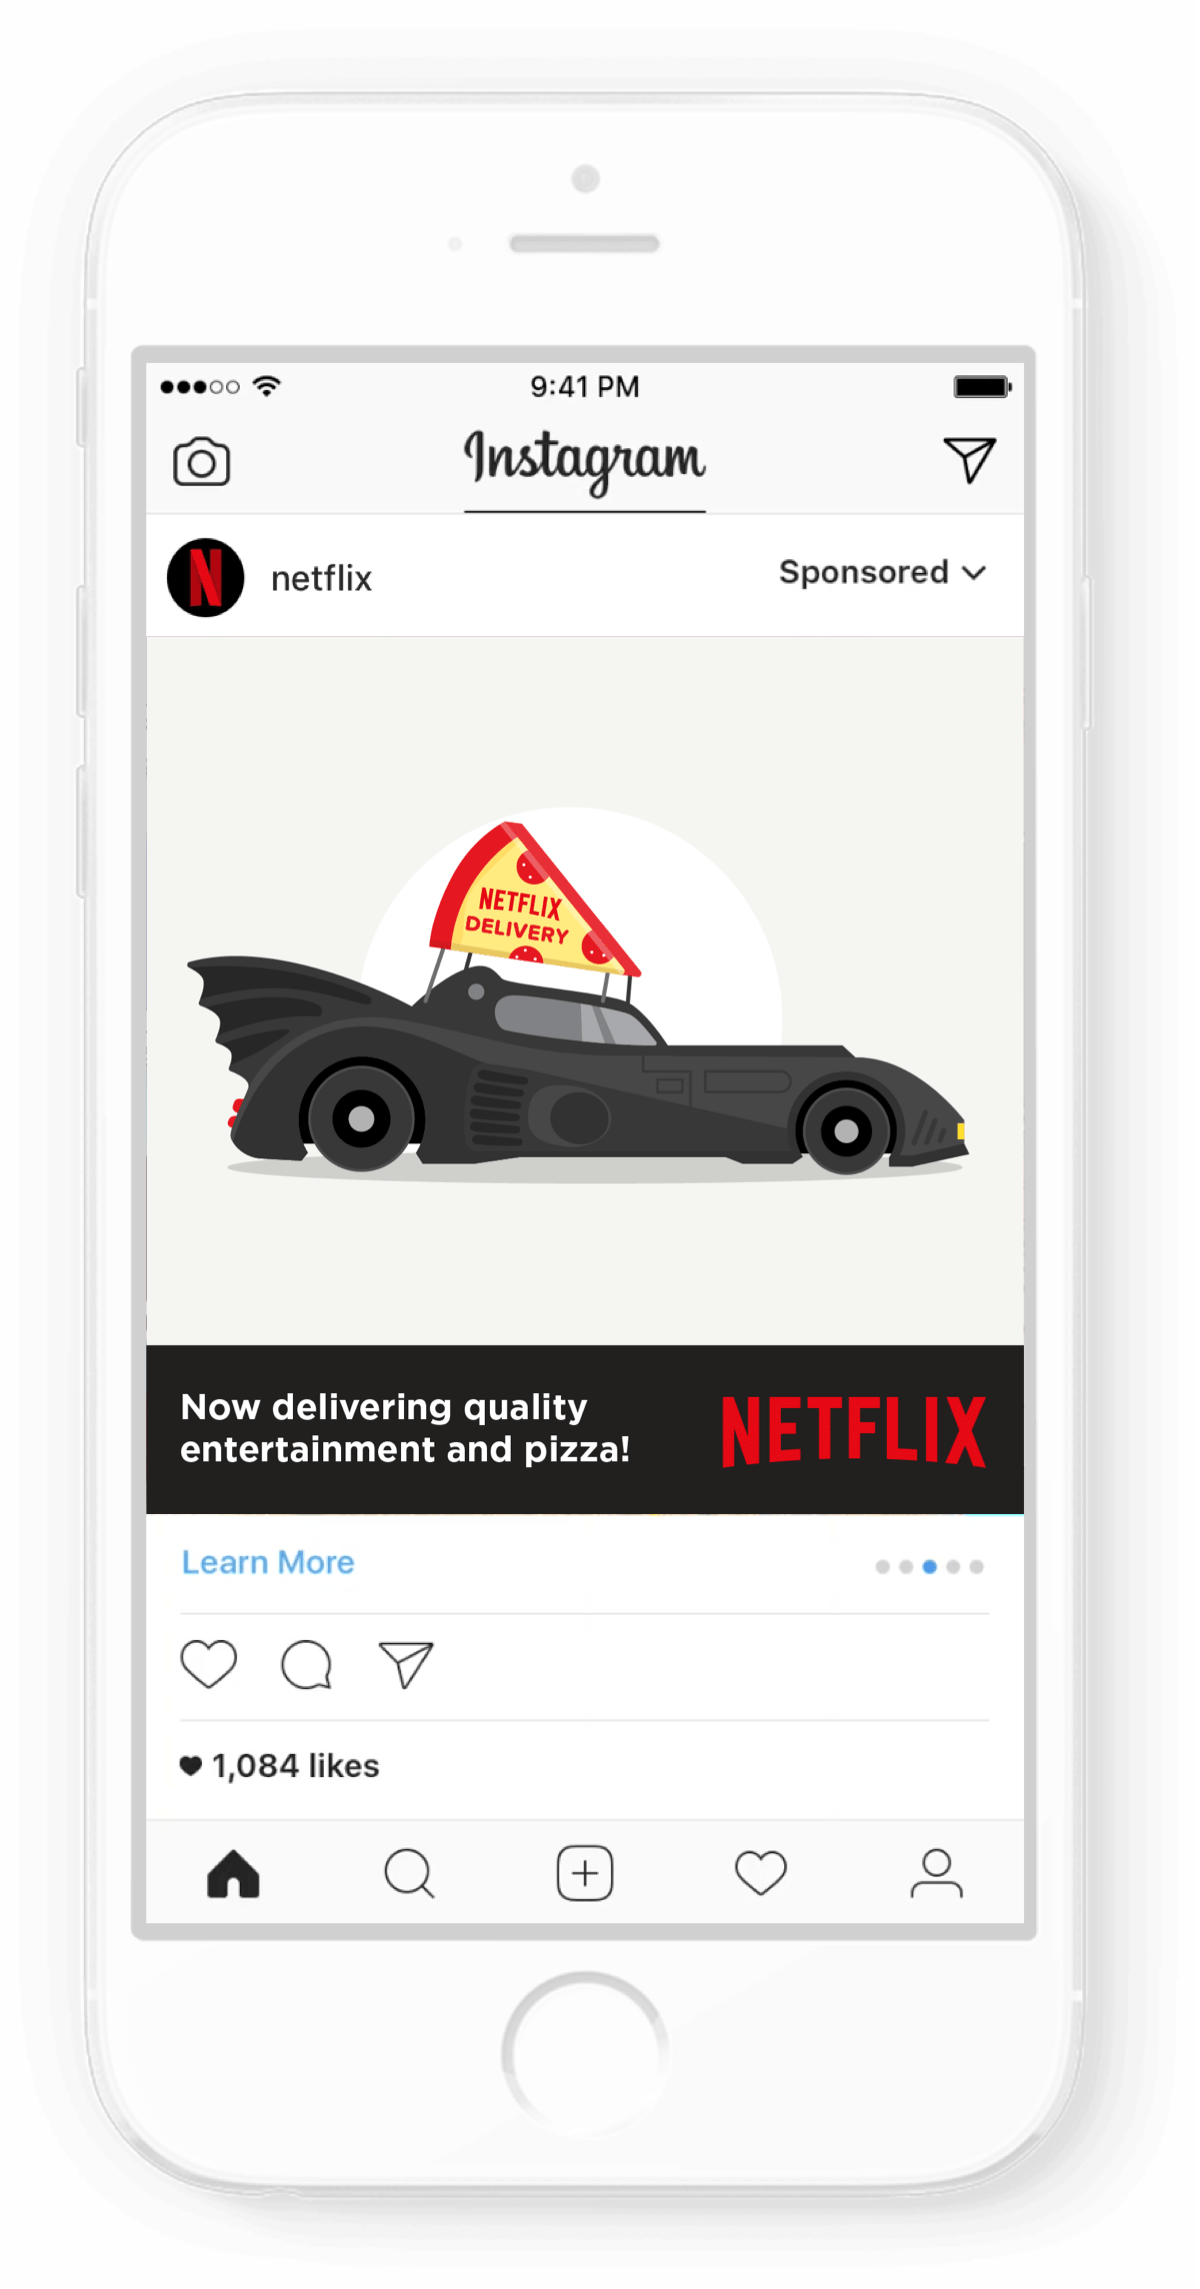 9:41 PM
Instagram
N
netflix
Sponsored
NETFLIX
DELIVERY
Now delivering quality
entertainment and pizza!
NETFLIX
Learn More
1,084 likes